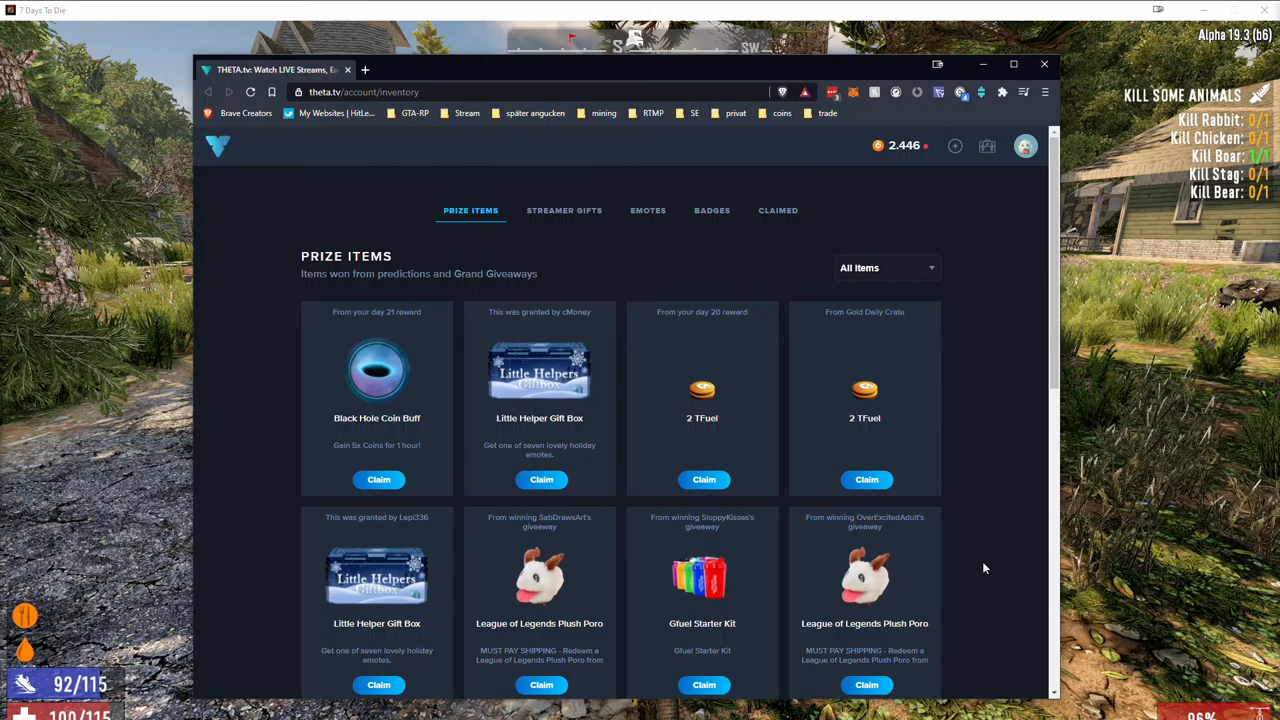 7 Days To Die
Alpha 19.3 (b6)
S
SW
KILL SOME ANIMALS
Kill Rabbit: 0/1
Kill Chicken: 0/1
Kill Boar: 1/1
Kill Stag: 0/1
Kill Bear: 0/1
THETA.tv: Watch LIVE Streams, Ea
theta.tv/account/inventory
3
4
Brave Creators
My Websites | HitLe...
GTA-RP
Stream
später angucken
mining
RTMP
SE
privat
coins
trade
2.446
PRIZE ITEMS
STREAMER GIFTS
EMOTES
BADGES
CLAIMED
PRIZE ITEMS
Items won from predictions and Grand Giveaways
All Items
From your day 21 reward
Black Hole Coin Buff
Gain 5x Coins for 1 hour!
Claim
This was granted by cMoney
Little Helpers
Giftbox
Little Helper Gift Box
Get one of seven lovely holiday
emotes.
Claim
From your day 20 reward
2 TFuel
Claim
From Gold Daily Crate
2 TFuel
Claim
This was granted by Lepi336
Little Helpers
Giftbox
Little Helper Gift Box
Get one of seven lovely holiday
emotes.
Claim
From winning SabDrawsArt's
giveaway
League of Legends Plush Poro
MUST PAY SHIPPING - Redeem a
League of Legends Plush Poro from
Claim
From winning SloppyKisses's
giveaway
Gfuel Starter Kit
Gfuel Starter Kit
Claim
From winning OverExcitedAdult's
giveaway
League of Legends Plush Poro
MUST PAY SHIPPING - Redeem a
League of Legends Plush Poro from
Claim
92/115
100/115
96%